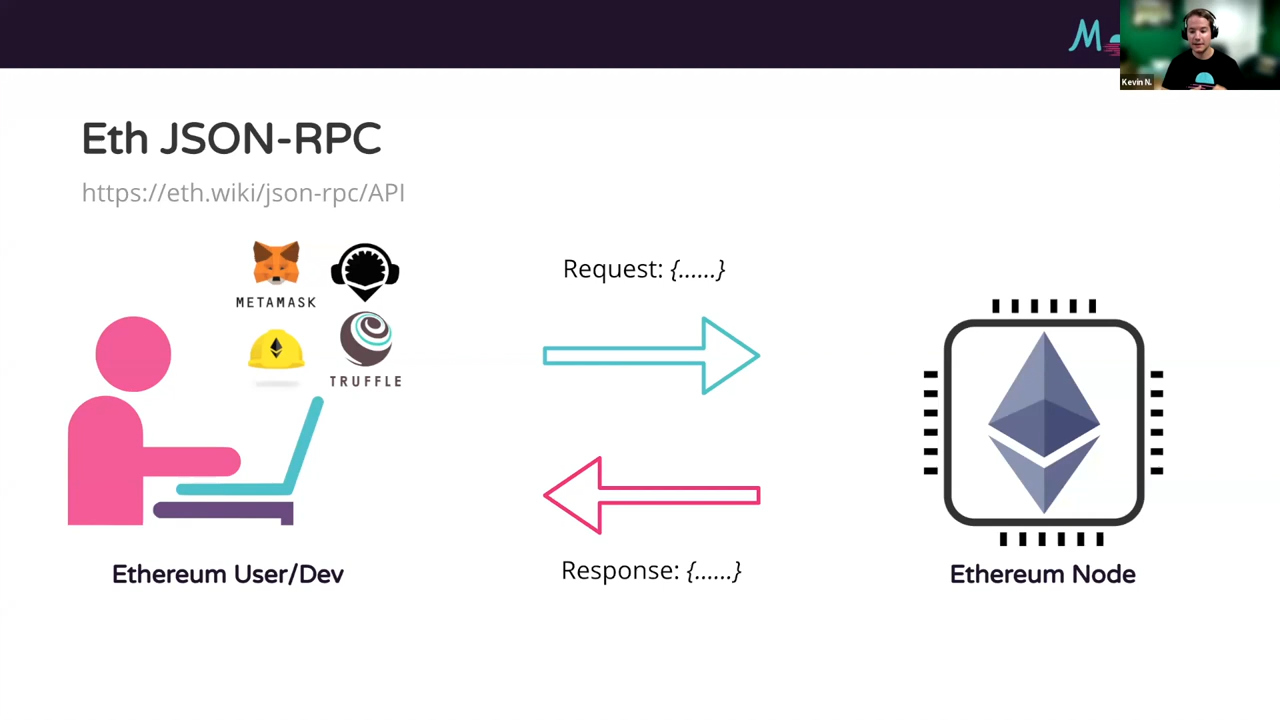 Kevin N.
Eth JSON-RPC
https://eth.wiki/json-rpc/API
METAMASK
TRUFFLE
Request: {......}
Response: {......}
Ethereum User/Dev
Ethereum Node